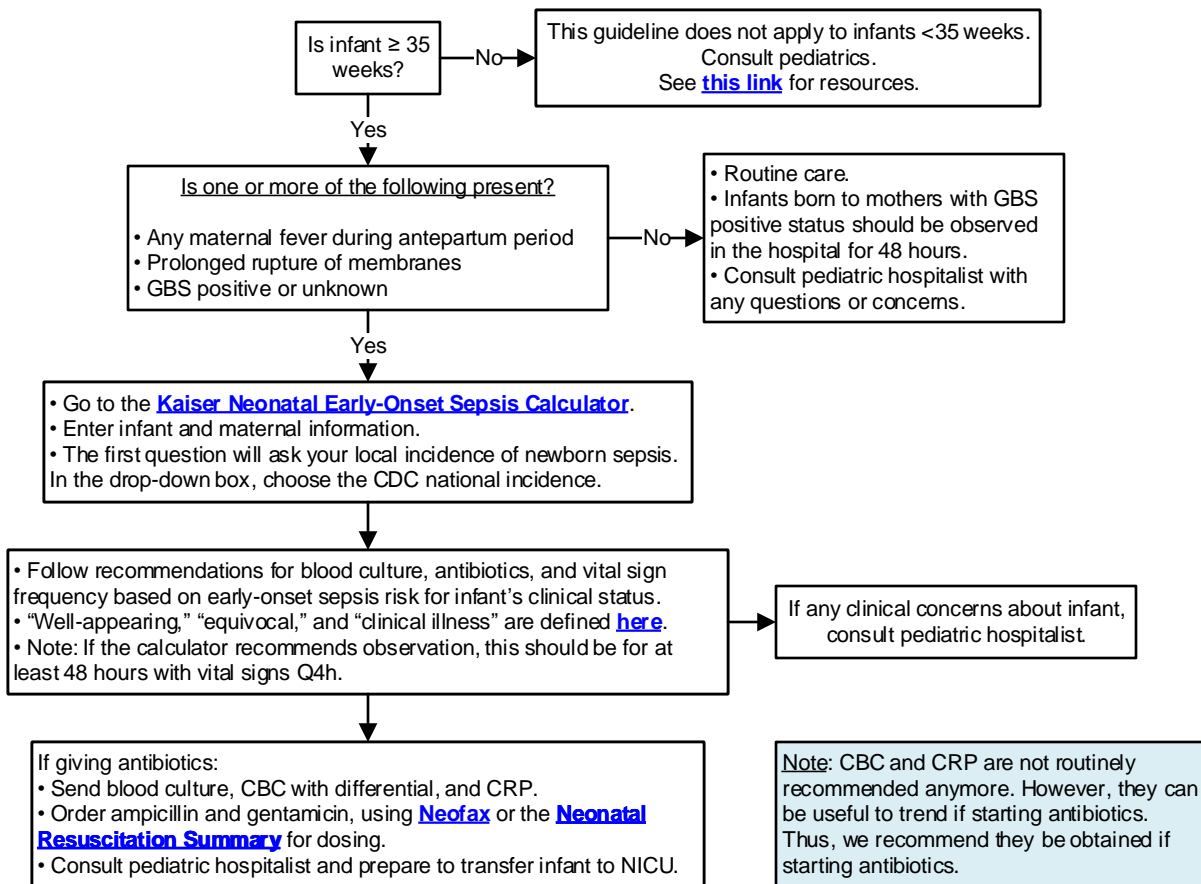 Is infant ≥ 35
weeks?
No
This guideline does not apply to infants <35 weeks.
Consult pediatrics.
See this link for resources.
Yes
Is one or more of the following present?
• Any maternal fever during antepartum period
• Prolonged rupture of membranes
• GBS positive or unknown
No
• Routine care.
• Infants born to mothers with GBS
positive status should be observed
in the hospital for 48 hours.
• Consult pediatric hospitalist with
any questions or concerns.
Yes
• Go to the Kaiser Neonatal Early-Onset Sepsis Calculator.
• Enter infant and maternal information.
• The first question will ask your local incidence of newborn sepsis.
In the drop-down box, choose the CDC national incidence.
• Follow recommendations for blood culture, antibiotics, and vital sign
frequency based on early-onset sepsis risk for infant's clinical status.
• “Well-appearing,” “equivocal,” and “clinical illness” are defined here.
• Note: If the calculator recommends observation, this should be for at
least 48 hours with vital signs Q4h.
If any clinical concerns about infant,
consult pediatric hospitalist.
If giving antibiotics:
• Send blood culture, CBC with differential, and CRP.
• Order ampicillin and gentamicin, using Neofax or the Neonatal
Resuscitation Summary for dosing.
• Consult pediatric hospitalist and prepare to transfer infant to NICU.
Note: CBC and CRP are not routinely
recommended anymore. However, they can
be useful to trend if starting antibiotics.
Thus, we recommend they be obtained if
starting antibiotics.